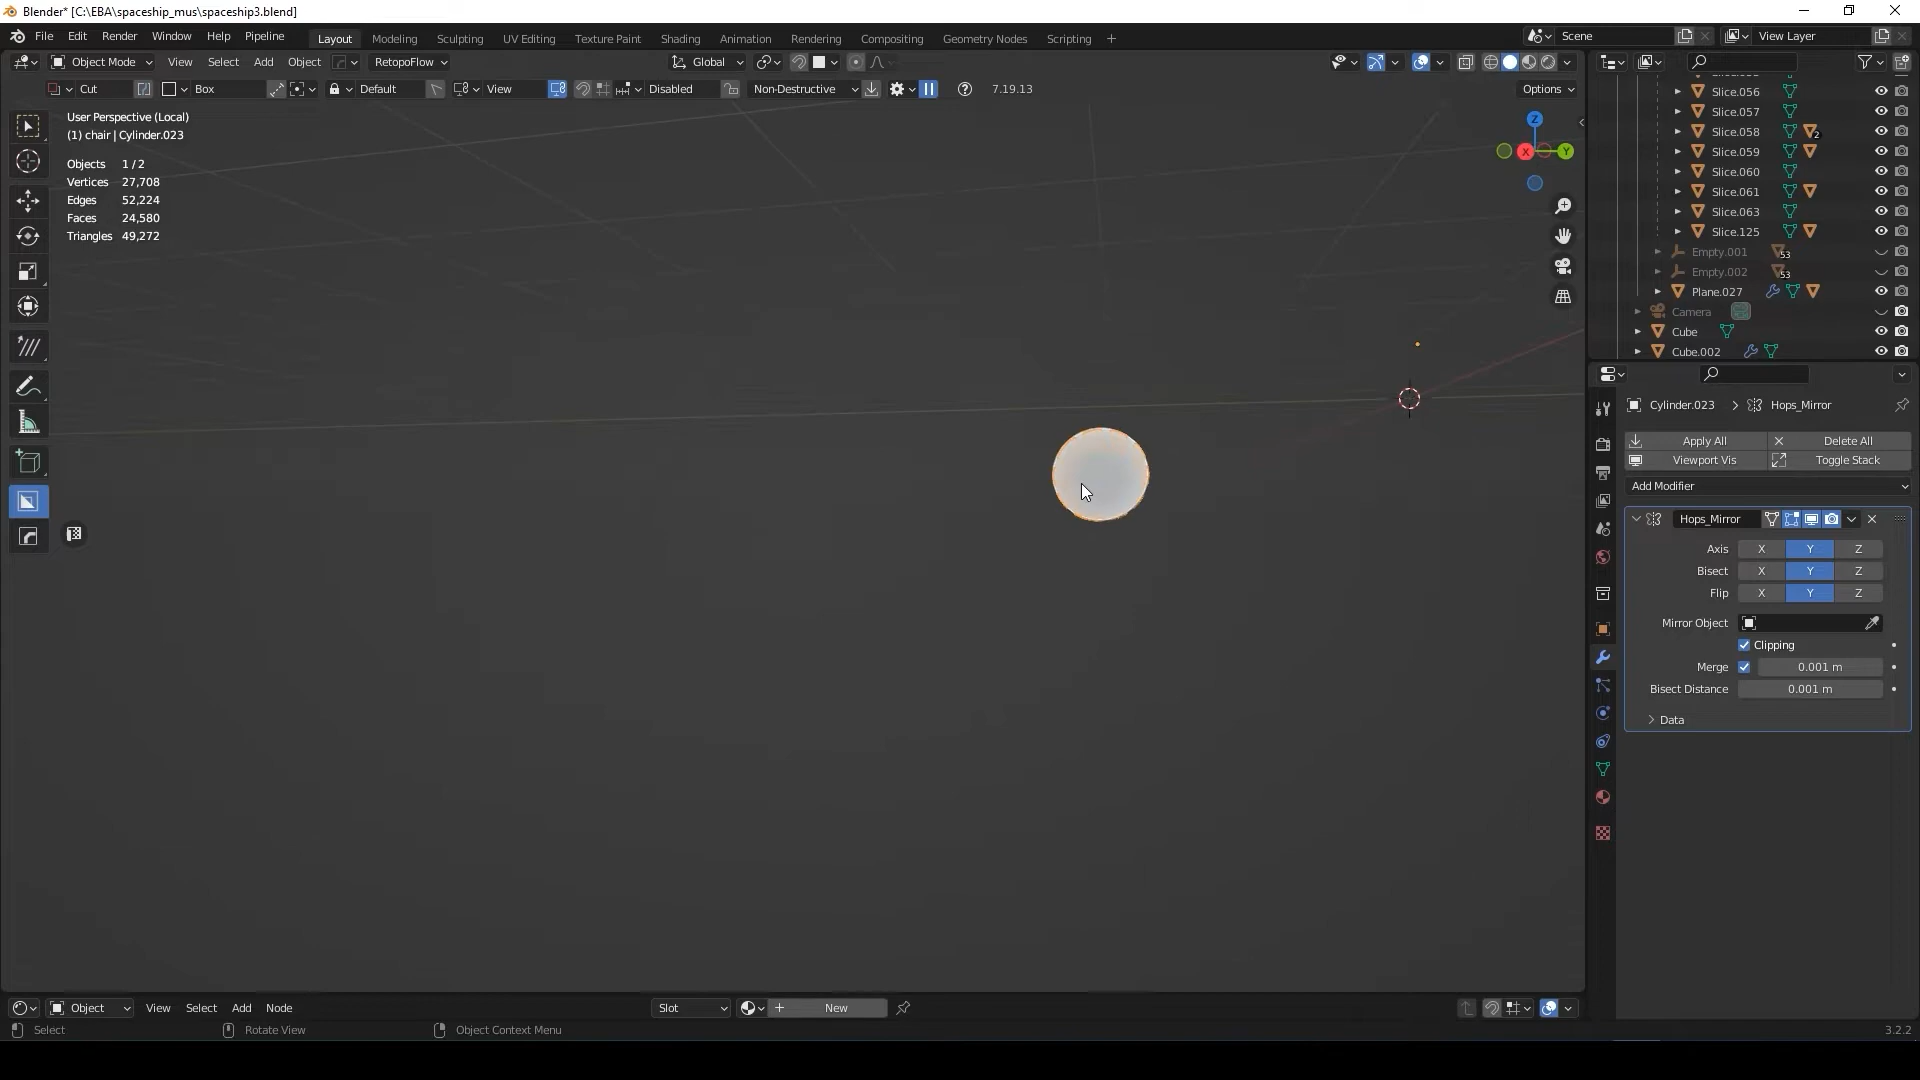 Blender* [C:\EBA\spaceship_mus\spaceship3.blend]
File Edit Render Window Help Pipeline Layout Modeling Sculpting UV Editing Texture Paint Shading Animation Rendering Compositing Geometry Nodes Scripting + Scene View Layer
Object Mode View Select Add Object RetopoFlow Global
Cut Box Default View Disabled Non-Destructive 7.19.13 Options
User Perspective (Local)
(1) chair | Cylinder.023
Objects 1 / 2
Vertices 27,708
Edges 52,224
Faces 24,580
Triangles 49,272
Z
X
Y
Slice.056
Slice.057
Slice.058 2
Slice.059
Slice.060
Slice.061
Slice.063
Slice.125
Empty.001 53
Empty.002 53
Plane.027
Camera
Cube
Cube.002
Cylinder.023 > Hops_Mirror
Apply All Delete All
Viewport Vis Toggle Stack
Add Modifier
Hops_Mirror
Axis X Y Z
Bisect X Y Z
Flip X Y Z
Mirror Object
Clipping
Merge 0.001 m
Bisect Distance 0.001 m
Data
Object View Select Add Node Slot New
Select Rotate View Object Context Menu 3.2.2